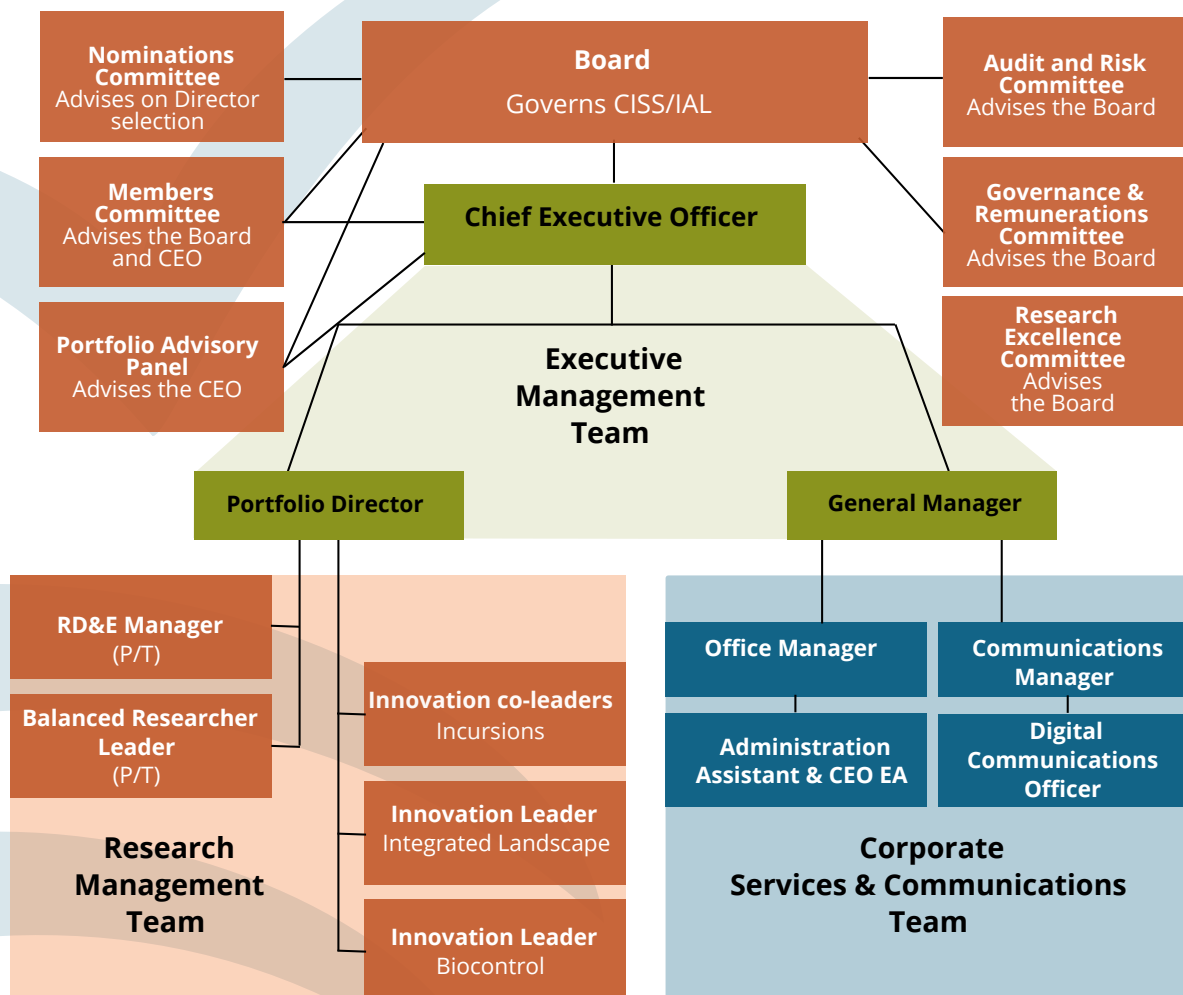 Nominations
Committee
Advises on Director
selection
Board
Governs CISS/IAL
Audit and Risk
Committee
Advises the Board
Members
Committee
Advises the Board
and CEO
Chief Executive Officer
Governance &
Remunerations
Committee
Advises the Board
Portfolio Advisory
Panel
Advises the CEO
Executive
Management
Team
Research
Excellence
Committee
Advises
the Board
Portfolio Director
General Manager
RD&E Manager
(P/T)
Balanced Researcher
Leader
(P/T)
Innovation co-leaders
Incursions
Innovation Leader
Integrated Landscape
Innovation Leader
Biocontrol
Research
Management
Team
Office Manager
Communications
Manager
Administration
Assistant & CEO EA
Digital
Communications
Officer
Corporate
Services & Communications
Team